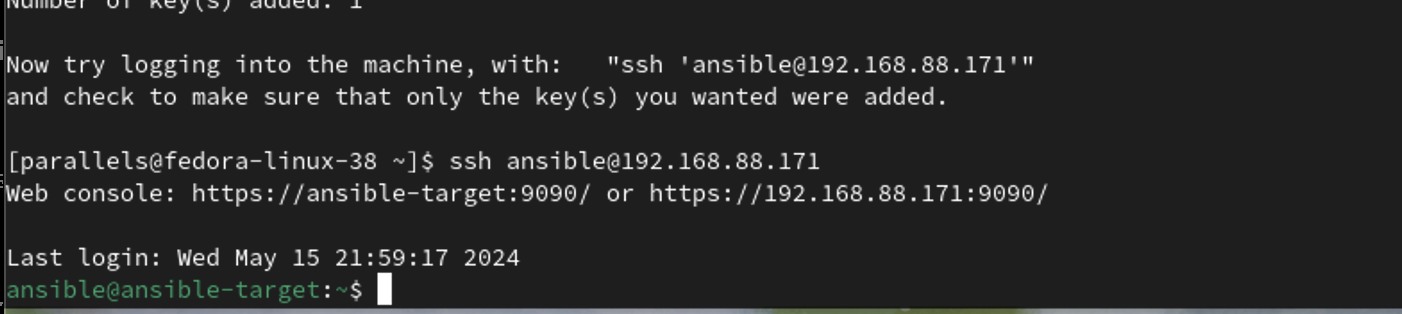 Number of key(s) added: 1
Now try logging into the machine, with:   "ssh 'ansible@192.168.88.171'"
and check to make sure that only the key(s) you wanted were added.
[parallels@fedora-linux-38 ~]$ ssh ansible@192.168.88.171
Web console: https://ansible-target:9090/ or https://192.168.88.171:9090/
Last login: Wed May 15 21:59:17 2024
ansible@ansible-target:~$